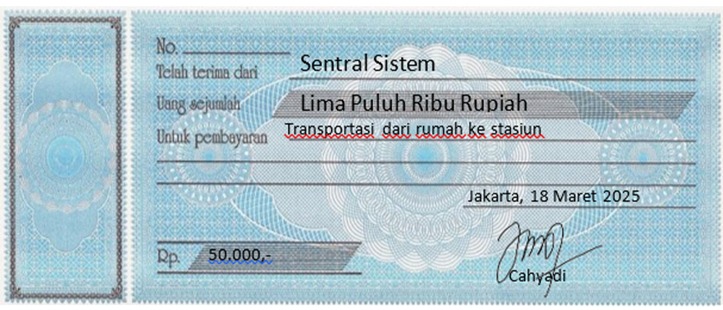 No.
Telah terima dari Sentral Sistem
Uang sejumlah Lima Puluh Ribu Rupiah
Untuk pembayaran Transportasi dari rumah ke stasiun
Jakarta, 18 Maret 2025
Rp. 50.000,-
Cahyadi